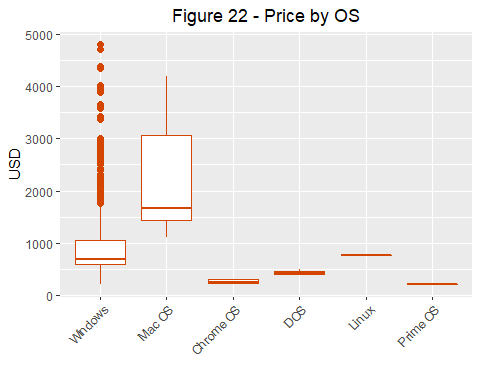 Figure 22 - Price by OS
USD
5000
4000
3000
2000
1000
0
Windows
Mac OS
Chrome OS
DOS
Linux
Prime OS